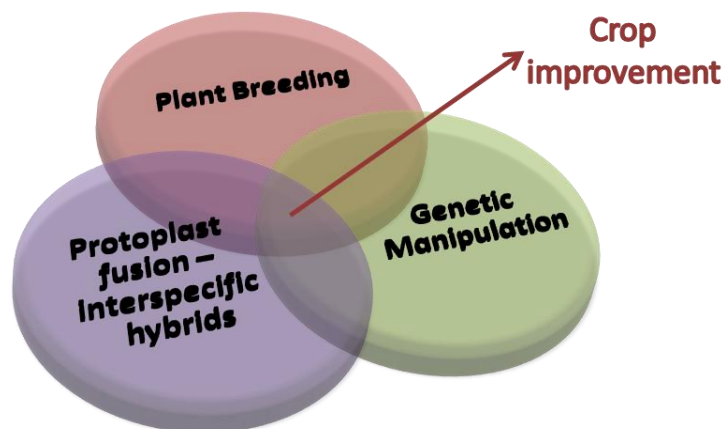 Crop
improvement
Plant Breeding
Genetic
Manipulation
Protoplast
fusion –
Interspecific
hybrids